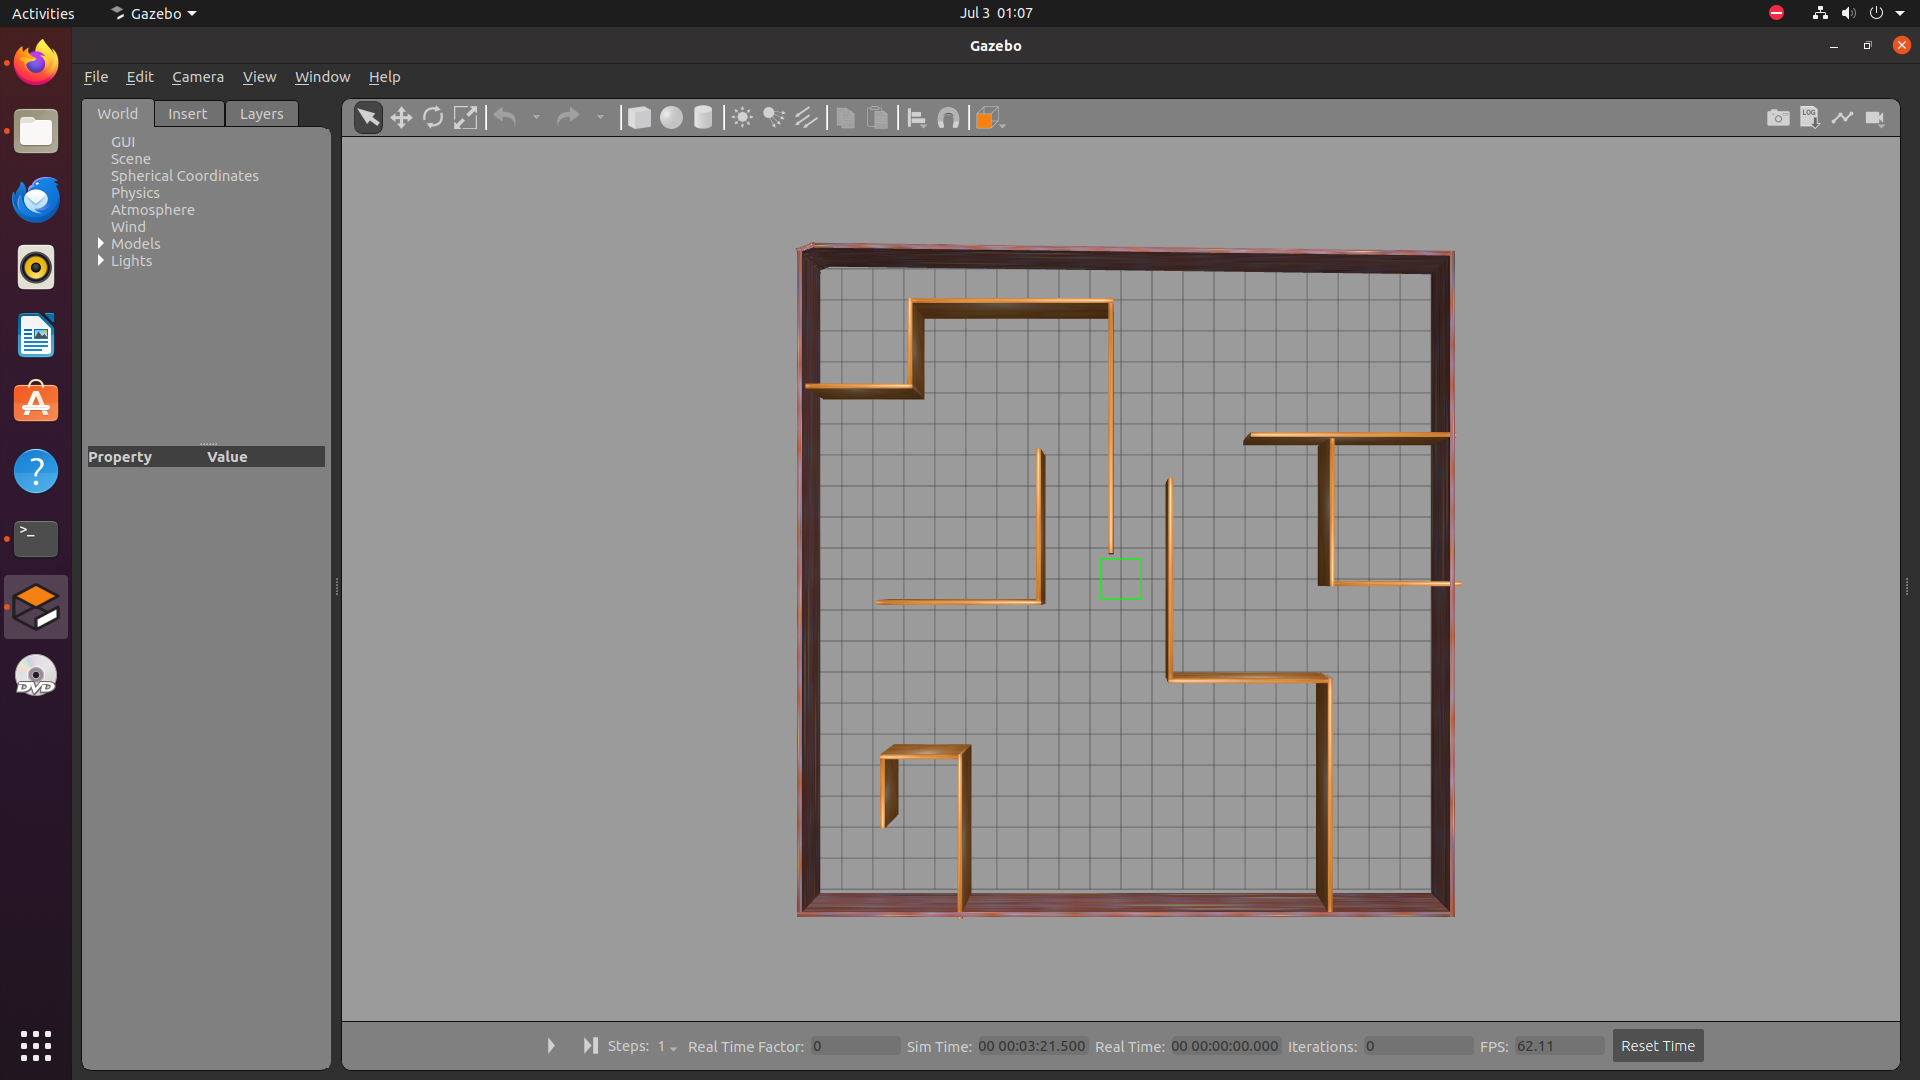 Activities Gazebo Jul 3 01:07
Gazebo
File Edit Camera View Window Help
World Insert Layers
LOG
GUI
Scene
Spherical Coordinates
Physics
Atmosphere
Wind
Models
Lights
Property Value
>_
?
DVD
Steps: 1 Real Time Factor: 0 Sim Time: 00 00:03:21.500 Real Time: 00 00:00:00.000 Iterations: 0 FPS: 62.11 Reset Time